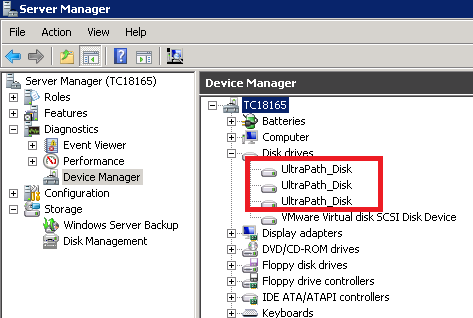 Server Manager
File Action View Help
Server Manager (TC18165)
Roles
Features
Diagnostics
Event Viewer
Performance
Device Manager
Configuration
Storage
Windows Server Backup
Disk Management
Device Manager
TC18165
Batteries
Computer
Disk drives
UltraPath_Disk
UltraPath_Disk
UltraPath_Disk
VMware Virtual disk SCSI Disk Device
Display adapters
DVD/CD-ROM drives
Floppy disk drives
Floppy drive controllers
IDE ATA/ATAPI controllers
Keyboards